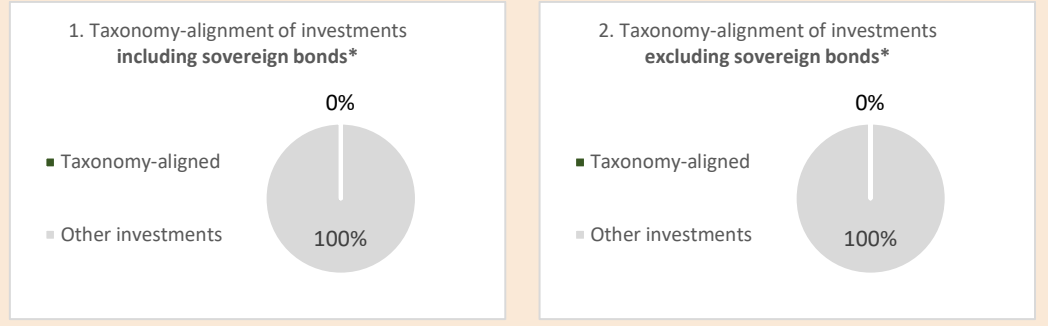 1. Taxonomy-alignment of investments
including sovereign bonds*
0%
Taxonomy-aligned
Other investments
100%
2. Taxonomy-alignment of investments
excluding sovereign bonds*
0%
Taxonomy-aligned
Other investments
100%